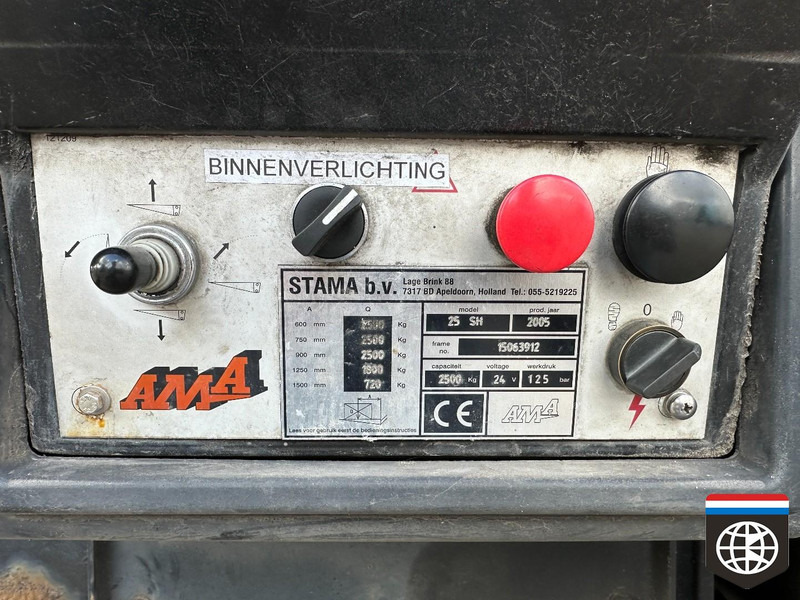 121209
BINNENVERLICHTING
STAMA b.v.
Lage Brink 88
7317 BD Apeldoorn, Holland Tel.: 055-5219225
A Q
600 mm 2500 Kg
750 mm 2500 Kg
900 mm 2500 Kg
1250 mm 1800 Kg
1500 mm 720 Kg
A
Lees voor gebruik eerst de bedieningsinstructies
model prod. jaar
25 SH 2005
frame no. 15063912
capaciteit voltage werkdruk
2500 Kg 24 v 125 bar
CE AMA
AMA
0